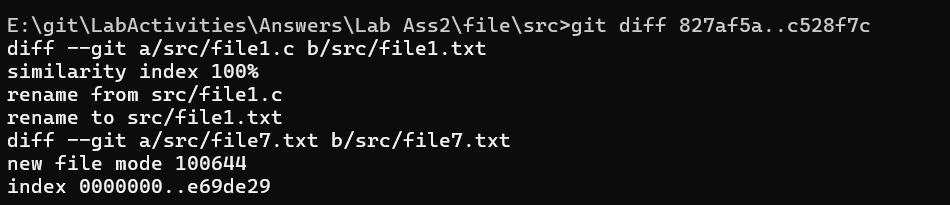 E:\git\LabActivities\Answers\Lab Ass2\file\src>git diff 827af5a..c528f7c
diff --git a/src/file1.c b/src/file1.txt
similarity index 100%
rename from src/file1.c
rename to src/file1.txt
diff --git a/src/file7.txt b/src/file7.txt
new file mode 100644
index 0000000..e69de29